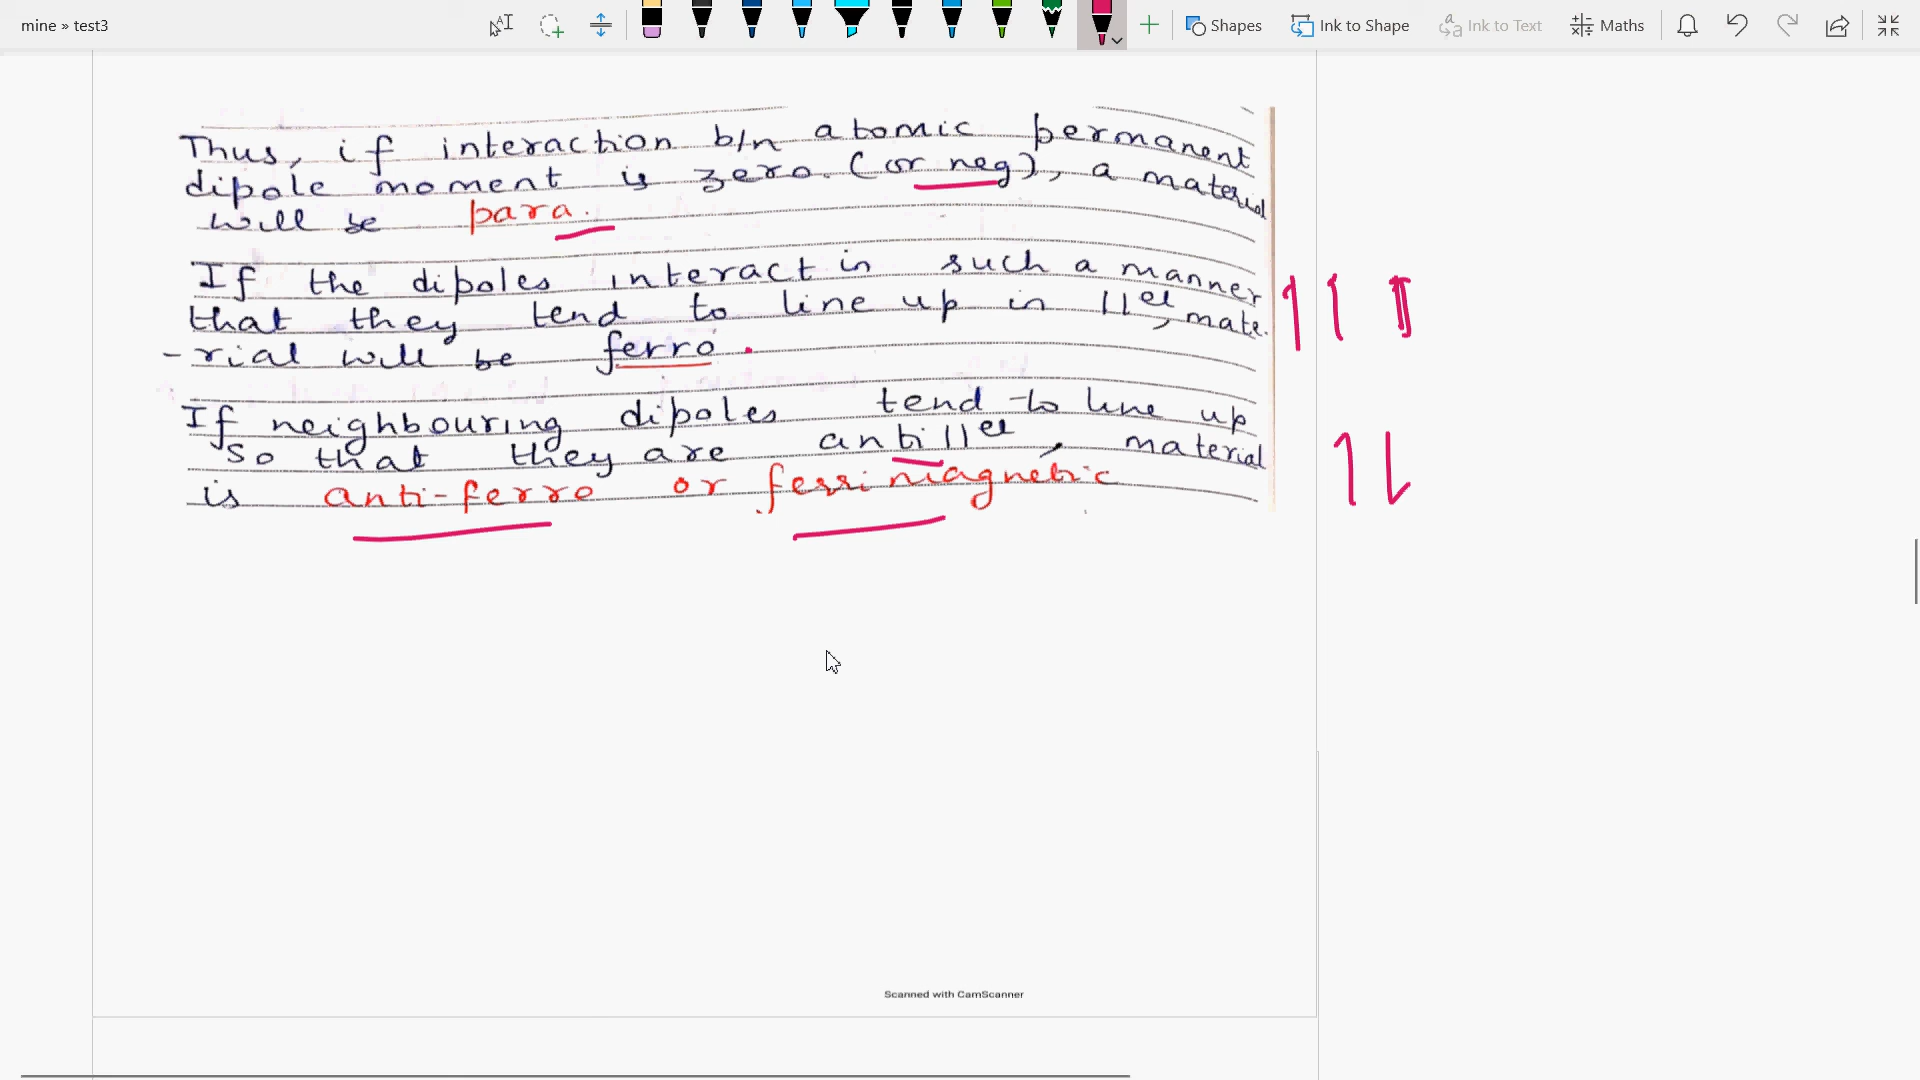 mine » test3
Shapes Ink to Shape Ink to Text Maths
Thus, if interaction b/n atomic permanent
dipole moment is zero. (or neg), a material
will be para.
If the dipoles interact in such a manner
that they tend to line up in ||el, mate.
-rial will be ferro.
If neighbouring dipoles tend to line up
so that they are anti||el, material
is anti-ferro or ferrimagnetic
Scanned with CamScanner